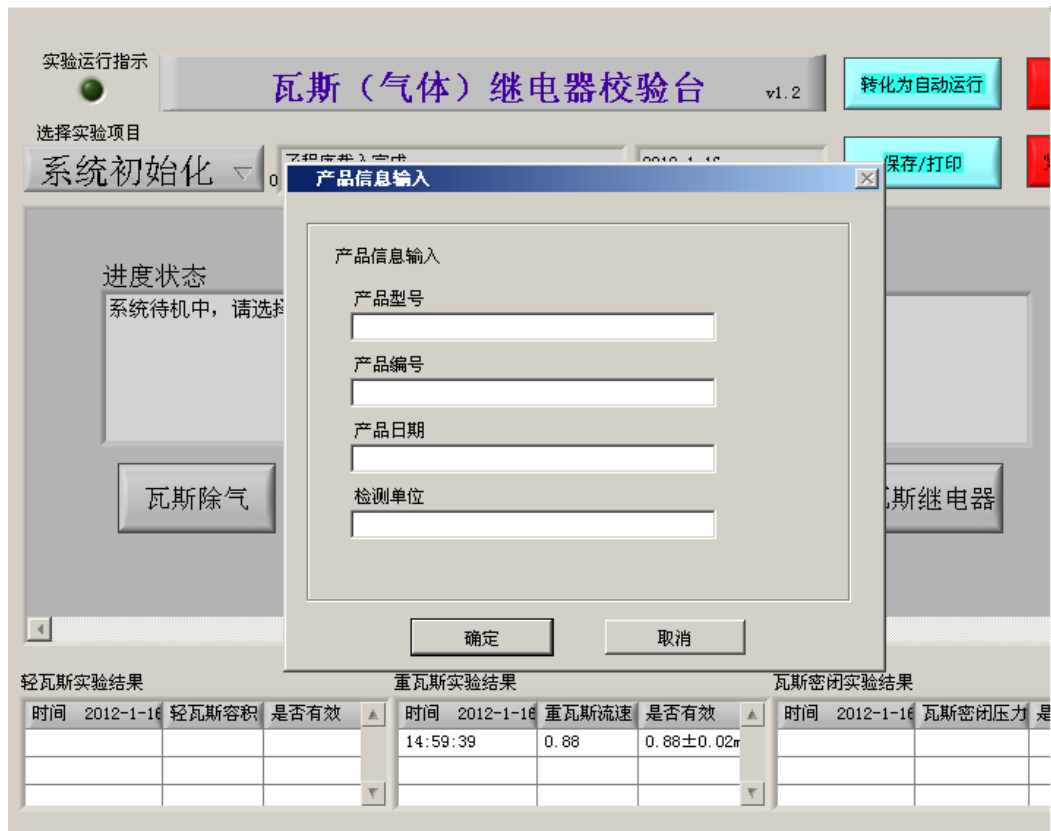 实验运行指示
瓦斯（气体）继电器校验台 v1.2
转化为自动运行
选择实验项目
系统初始化
保存/打印
产品信息输入
产品信息输入
进度状态
系统待机中，请选择
产品型号
产品编号
产品日期
检测单位
瓦斯除气
斯继电器
确定
取消
轻瓦斯实验结果
重瓦斯实验结果
瓦斯密闭实验结果
时间 2012-1-16 轻瓦斯容积 是否有效
时间 2012-1-16 重瓦斯流速 是否有效
时间 2012-1-16 瓦斯密闭压力 是
14:59:39 0.88 0.88±0.02m